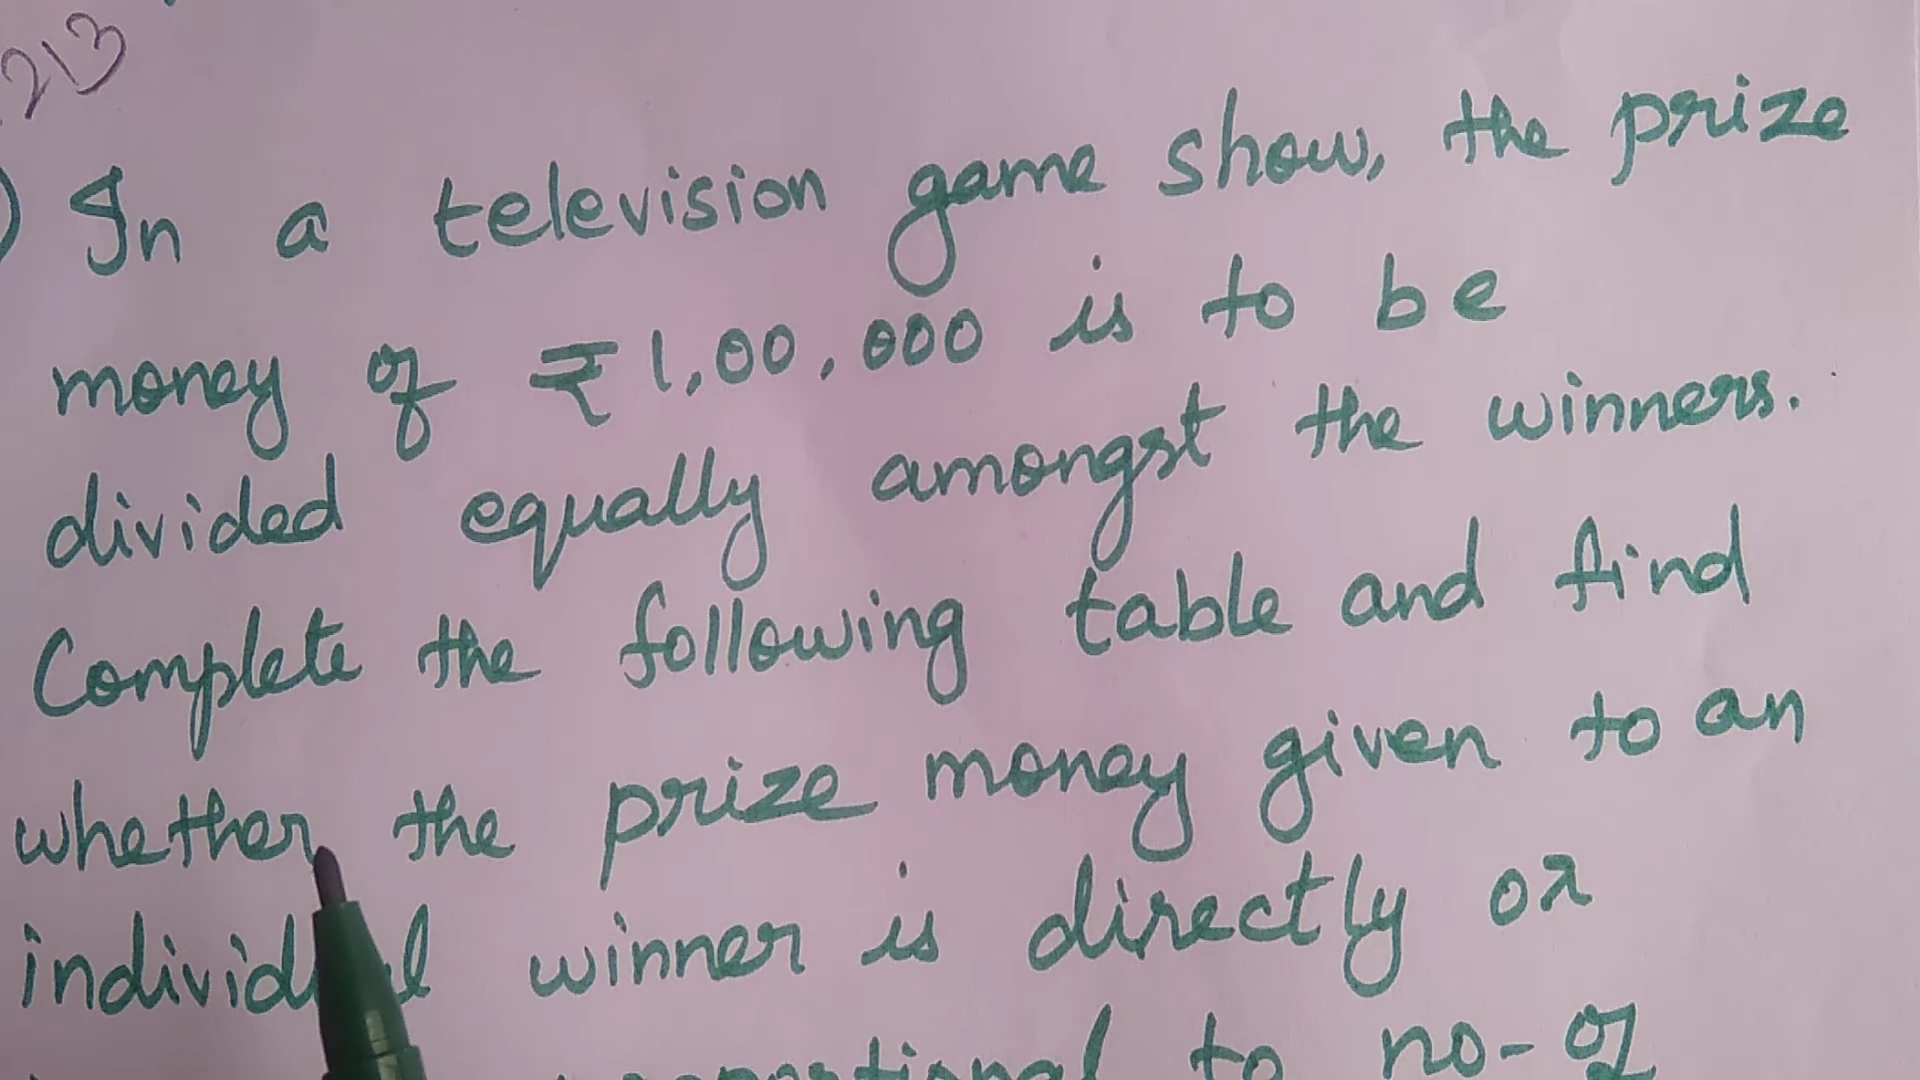 213
) In a television game show, the prize
money of ₹1,00,000 is to be
divided equally amongst the winners.
Complete the following table and find
whether the prize money given to an
individual winner is directly or
to no-of